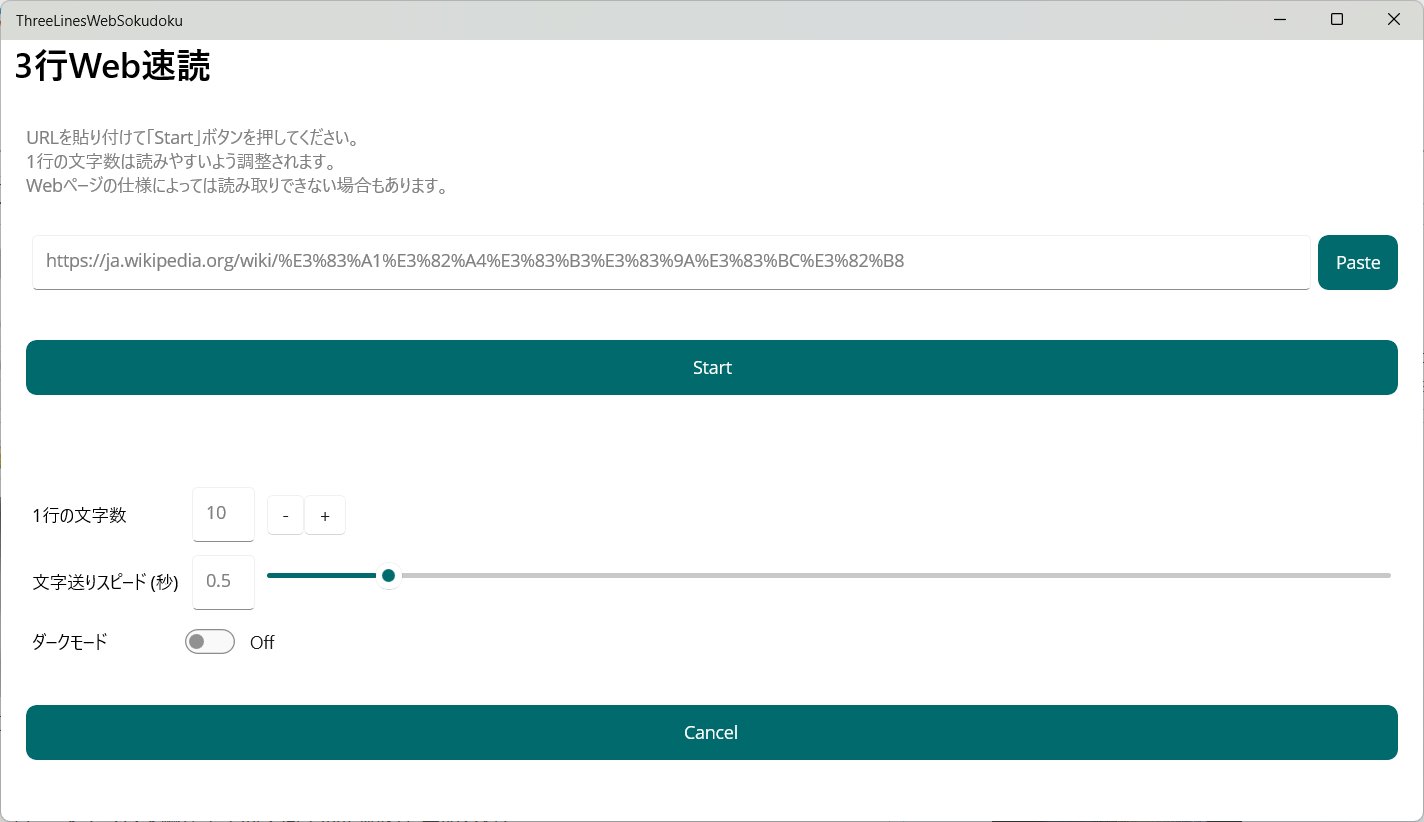 ThreeLinesWebSokudoku
3行Web速読
URLを貼り付けて「Start」ボタンを押してください。
1行の文字数は読みやすいよう調整されます。
Webページの仕様によっては読み取りできない場合もあります。
https://ja.wikipedia.org/wiki/%E3%83%A1%E3%82%A4%E3%83%B3%E3%83%9A%E3%83%BC%E3%82%B8
Paste
Start
1行の文字数 10 - +
文字送りスピード (秒) 0.5
ダークモード Off
Cancel